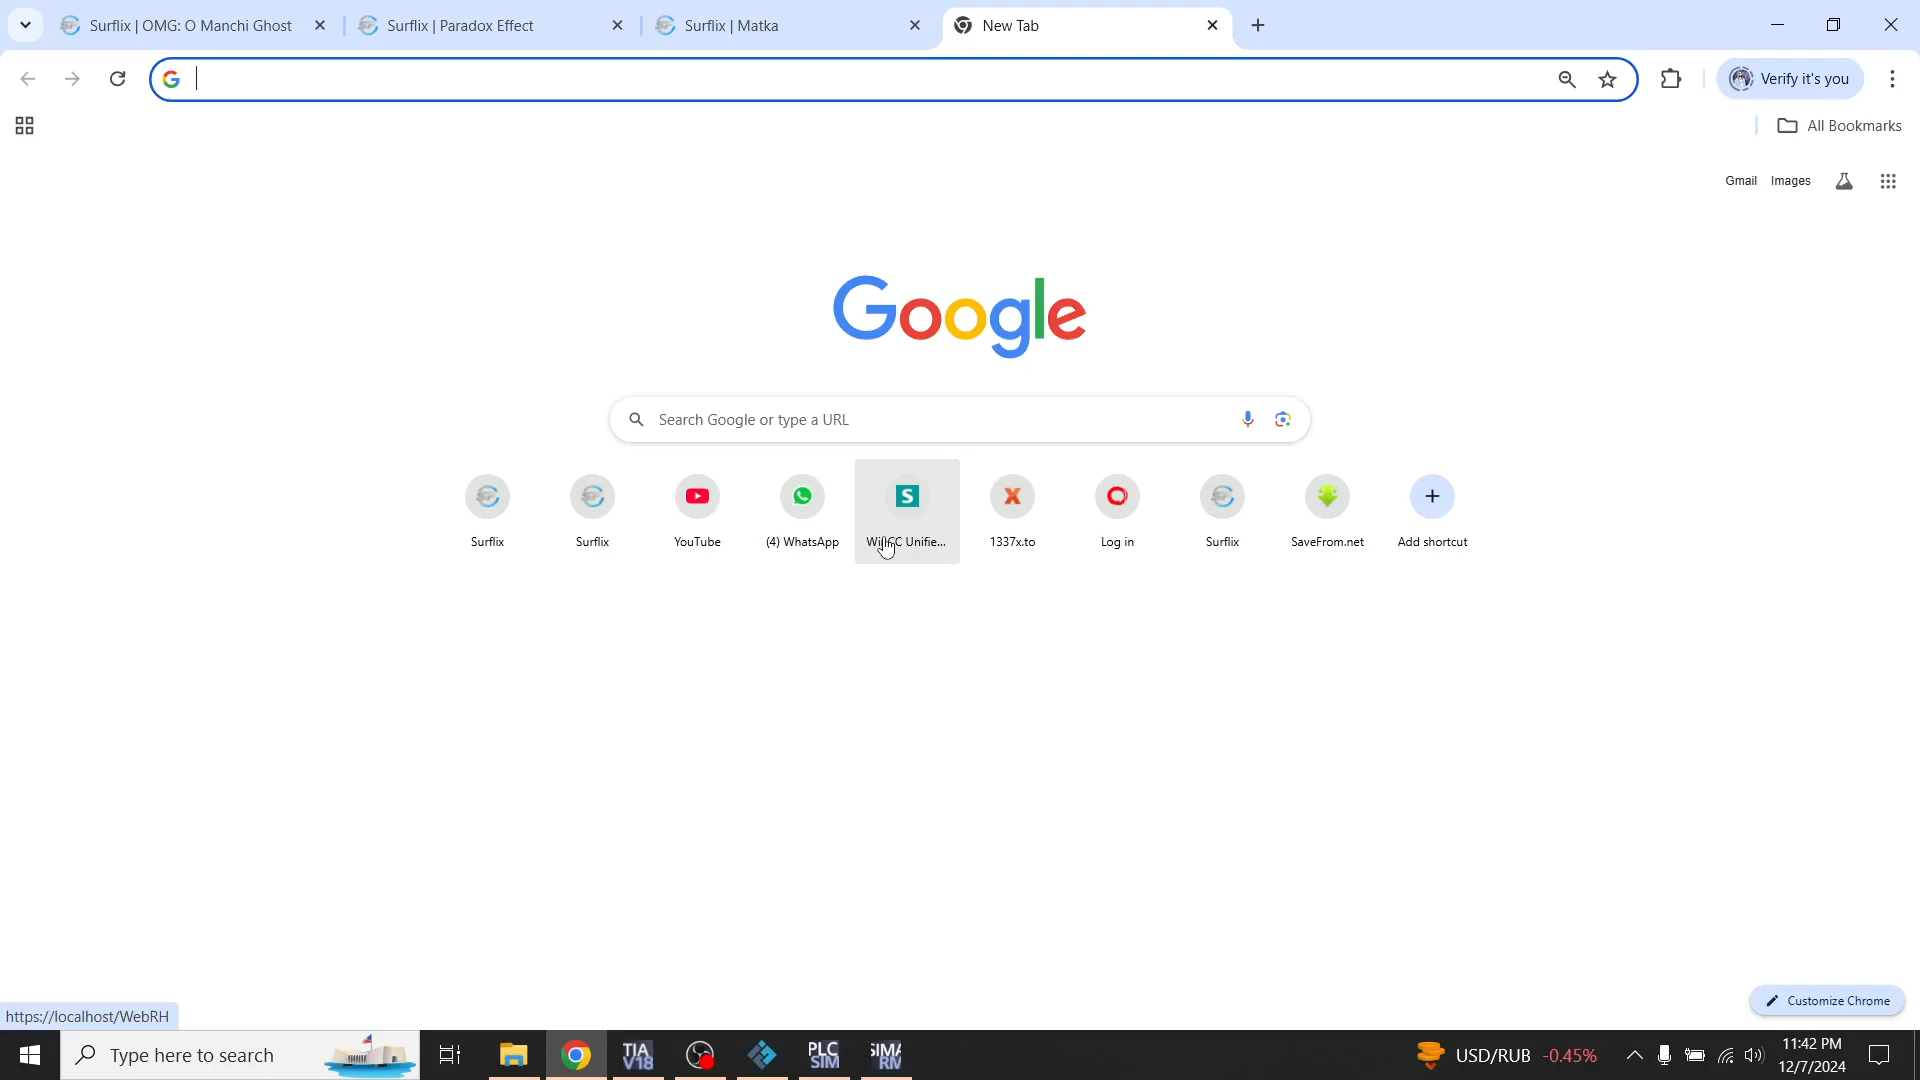 Surflix | OMG: O Manchi Ghost
Surflix | Paradox Effect
Surflix | Matka
New Tab
Verify it's you
All Bookmarks
Gmail Images
Google
Search Google or type a URL
Surflix
Surflix
YouTube
(4) WhatsApp
WinCC Unifie...
1337x.to
Log in
Surflix
SaveFrom.net
Add shortcut
Customize Chrome
https://localhost/WebRH
Type here to search
TIA V18
PLC SIM
USD/RUB -0.45%
11:42 PM
12/7/2024